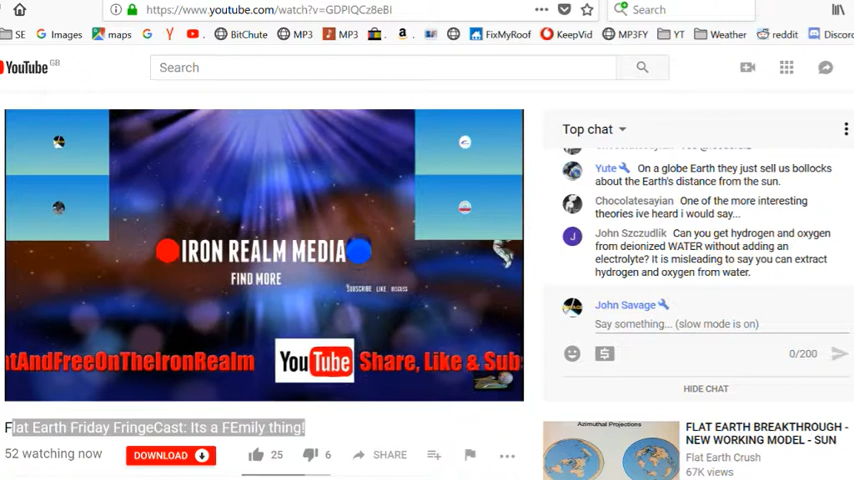 https://www.youtube.com/watch?v=GDPIQCz8eBI
Search
SE Images maps BitChute MP3 MP3 FixMyRoof KeepVid MP3FY YT Weather reddit Discord
YouTube GB
Search
Top chat
Yute On a globe Earth they just sell us bollocks
about the Earth's distance from the sun.
Chocolatesayian One of the more interesting
theories ive heard i would say...
John Szczudlik Can you get hydrogen and oxygen
from deionized WATER without adding an
electrolyte? It is misleading to say you can extract
hydrogen and oxygen from water.
IRON REALM MEDIA
FIND MORE
SUBSCRIBE LIKE DISCUSS
John Savage
Say something... (slow mode is on)
atAndFreeOnTheIronRealm YouTube Share, Like & Subs
0/200
HIDE CHAT
Flat Earth Friday FringeCast: Its a FEmily thing!
52 watching now DOWNLOAD 25 6 SHARE
Azimuthal Projections
FLAT EARTH BREAKTHROUGH -
NEW WORKING MODEL - SUN
Flat Earth Crush
67K views